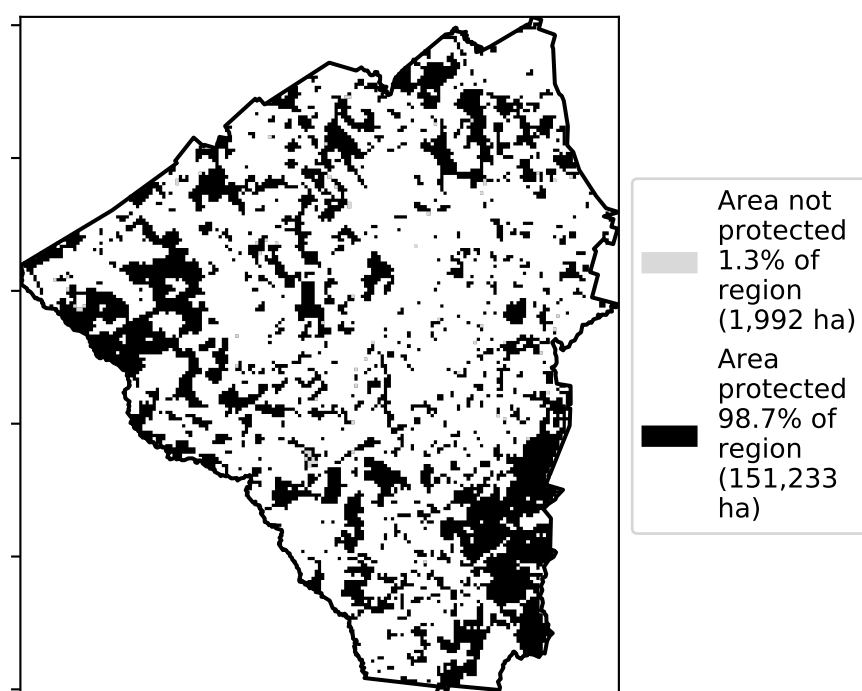 Area not
protected
1.3% of
region
(1,992 ha)
Area
protected
98.7% of
region
(151,233
ha)